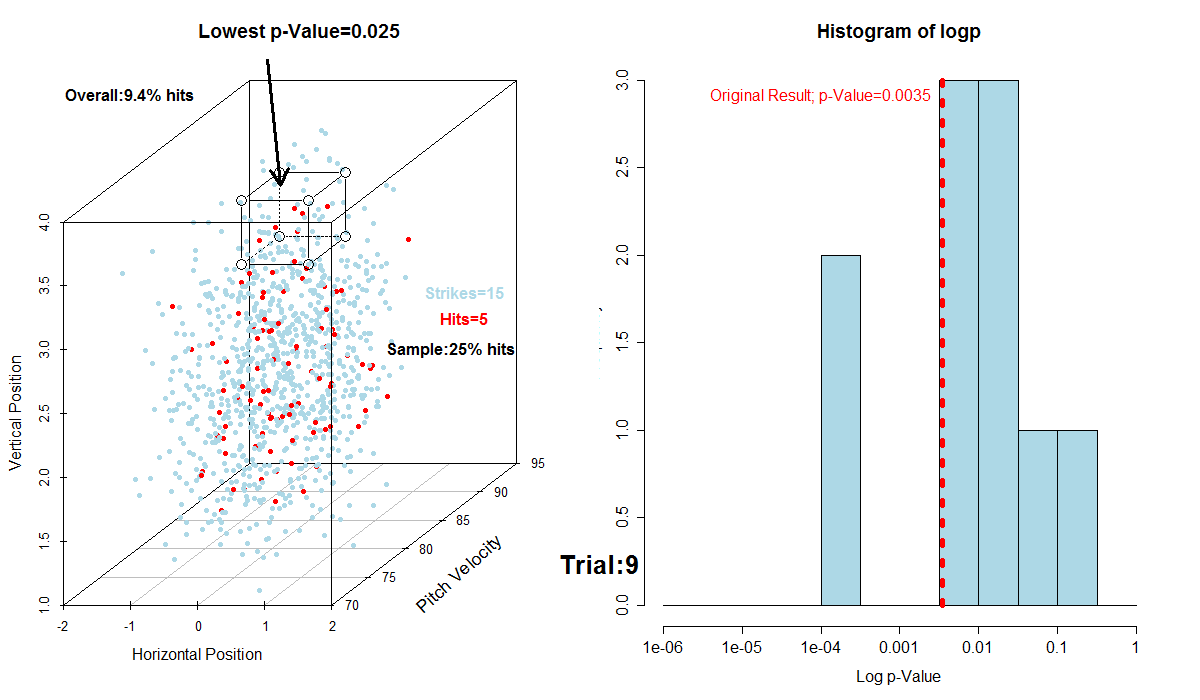 Lowest p-Value=0.025
Overall:9.4% hits
Strikes=15
Hits=5
Sample:25% hits
Vertical Position
4.0
3.5
3.0
2.5
2.0
1.5
1.0
-2
-1
0
1
2
Horizontal Position
70
75
80
85
90
95
Pitch Velocity
Trial:9
Histogram of logp
Original Result; p-Value=0.0035
3.0
2.5
2.0
1.5
1.0
0.5
0.0
1e-06
1e-05
1e-04
0.001
0.01
0.1
1
Log p-Value